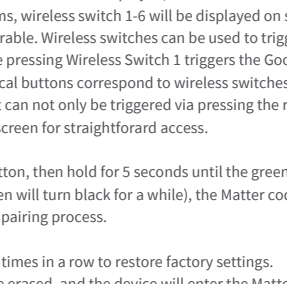 ms, wireless switch 1-6 will be displayed on s
rable. Wireless switches can be used to trigg
e pressing Wireless Switch 1 triggers the Goo
cal buttons correspond to wireless switches
t can not only be triggered via pressing the r
screen for straightforard access.
tton, then hold for 5 seconds until the green
en will turn black for a while), the Matter coo
pairing process.
times in a row to restore factory settings.
e erased, and the device will enter the Matte